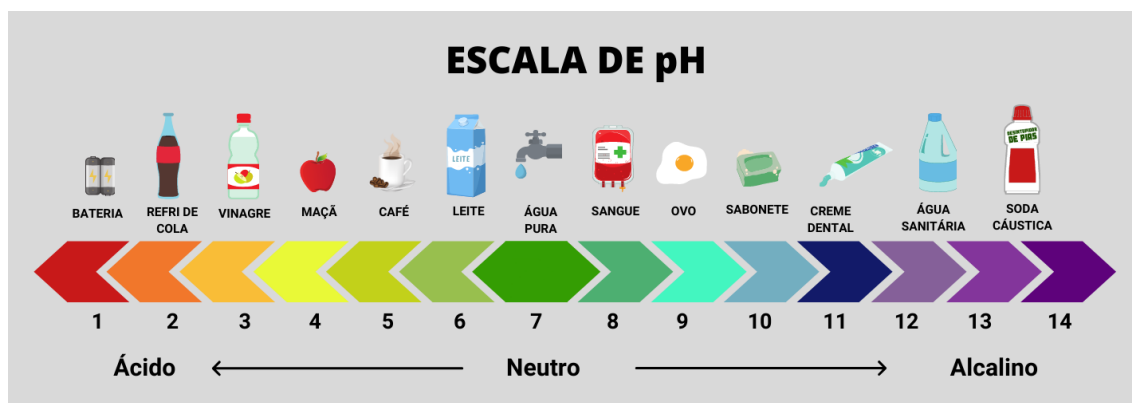 ESCALA DE pH
LEITE
DESENTUPIDOR
DE PIAS
BATERIA
REFRI DE
COLA
VINAGRE
MAÇÃ
CAFÉ
LEITE
ÁGUA
PURA
SANGUE
OVO
SABONETE
CREME
DENTAL
ÁGUA
SANITÁRIA
SODA
CÁUSTICA
1 2 3 4 5 6 7 8 9 10 11 12 13 14
Ácido Neutro Alcalino